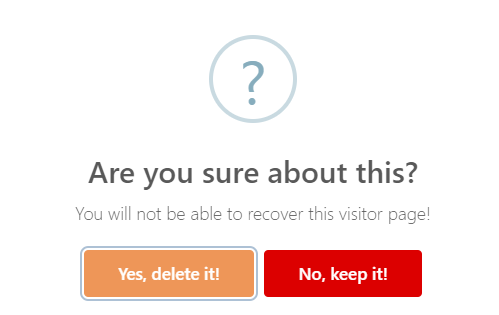 ?
Are you sure about this?
You will not be able to recover this visitor page!
Yes, delete it!
No, keep it!